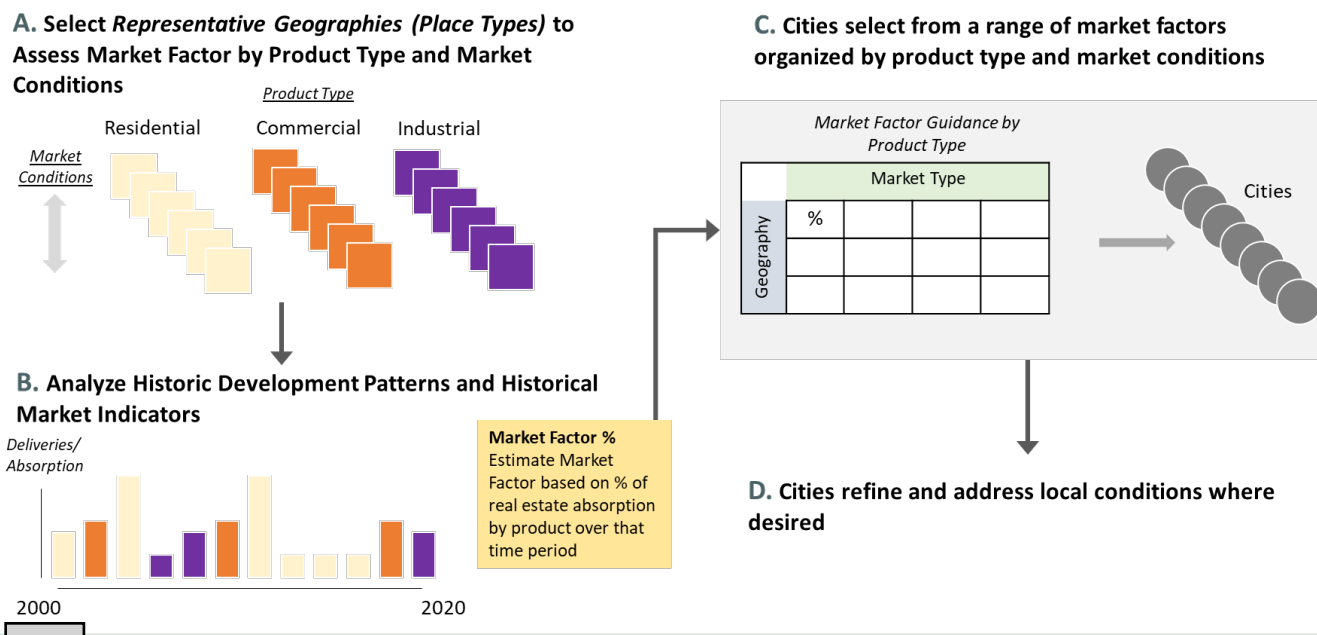 A. Select Representative Geographies (Place Types) to
Assess Market Factor by Product Type and Market
Conditions
Product Type
Residential
Commercial
Industrial
Market
Conditions
B. Analyze Historic Development Patterns and Historical
Market Indicators
Deliveries/
Absorption
2000
2020
Market Factor %
Estimate Market
Factor based on % of
real estate absorption
by product over that
time period
C. Cities select from a range of market factors
organized by product type and market conditions
Market Factor Guidance by
Product Type
Market Type
Geography
%
Cities
D. Cities refine and address local conditions where
desired